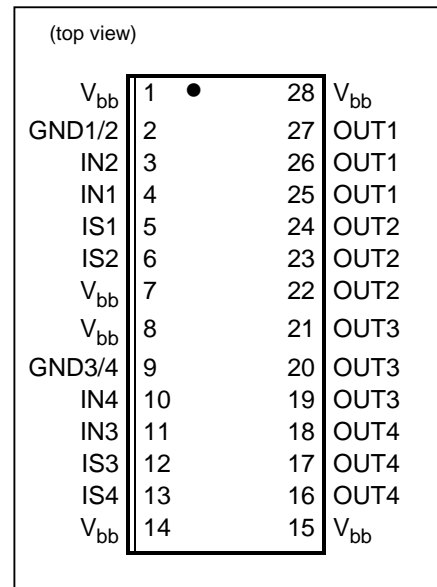 (top view)
Vbb 1 28 Vbb
GND1/2 2 27 OUT1
IN2 3 26 OUT1
IN1 4 25 OUT1
IS1 5 24 OUT2
IS2 6 23 OUT2
Vbb 7 22 OUT2
Vbb 8 21 OUT3
GND3/4 9 20 OUT3
IN4 10 19 OUT3
IN3 11 18 OUT4
IS3 12 17 OUT4
IS4 13 16 OUT4
Vbb 14 15 Vbb